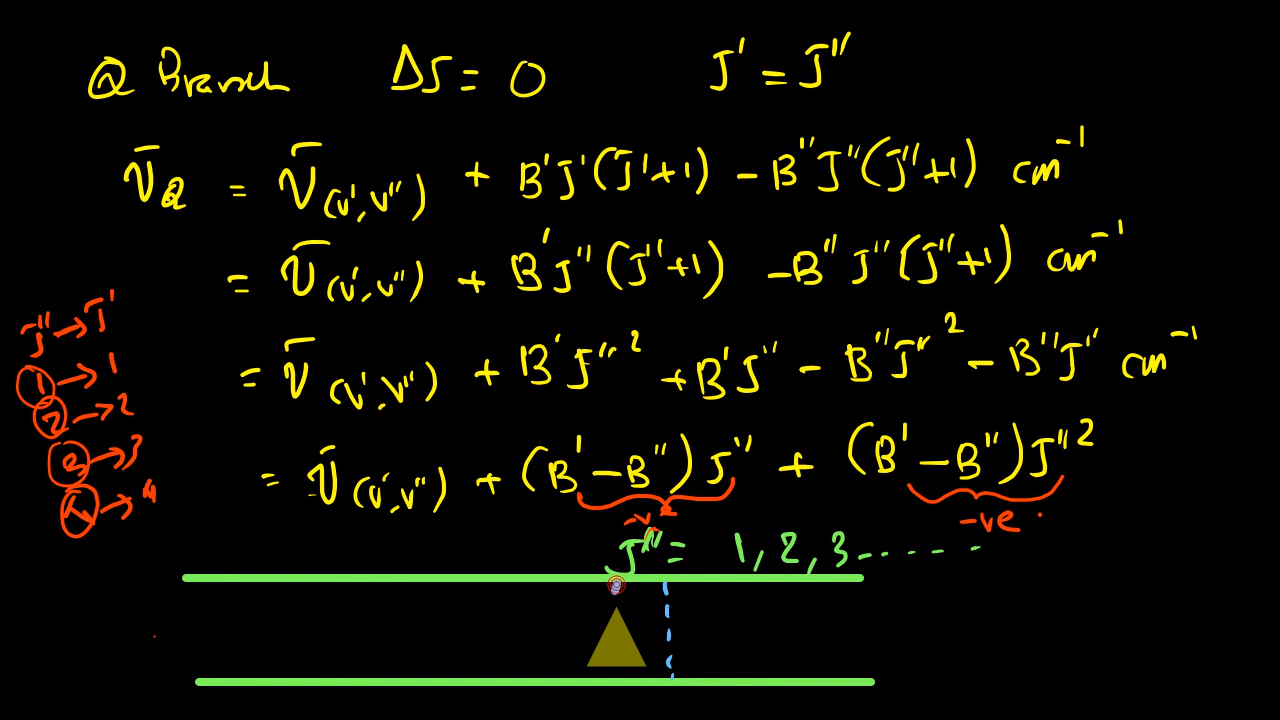 Q Branch ΔJ = 0 J' = J"
ν̄Q = ν̄(v',v") + B'J'(J'+1) - B"J"(J"+1) cm⁻¹
= ν̄(v',v") + B'J"(J"+1) - B"J"(J"+1) cm⁻¹
= ν̄(v',v") + B'J"² + B'J" - B"J"² - B"J" cm⁻¹
= ν̄(v',v") + (B'-B")J" + (B'-B")J"²
-ve -ve
J" = 1, 2, 3 ------
J" → J'
1 → 1
2 → 2
3 → 3
4 → 4